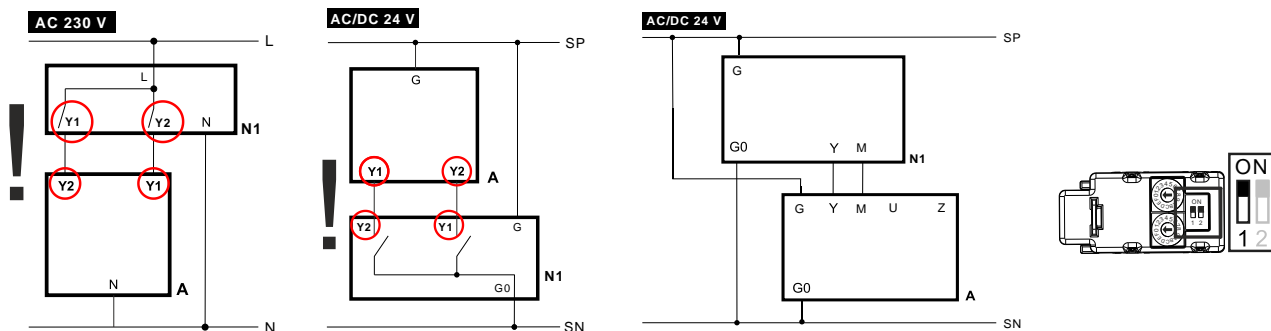 AC 230 V
L
L
Y1 Y2 N
N1
Y2 Y1
N
A
N
!
AC/DC 24 V
SP
G
Y1 Y2
A
Y2 Y1 G
N1
G0
SN
!
AC/DC 24 V
SP
G
G0 Y M
N1
G Y M U Z
G0
A
SN
ON
1 2
ON
1 2